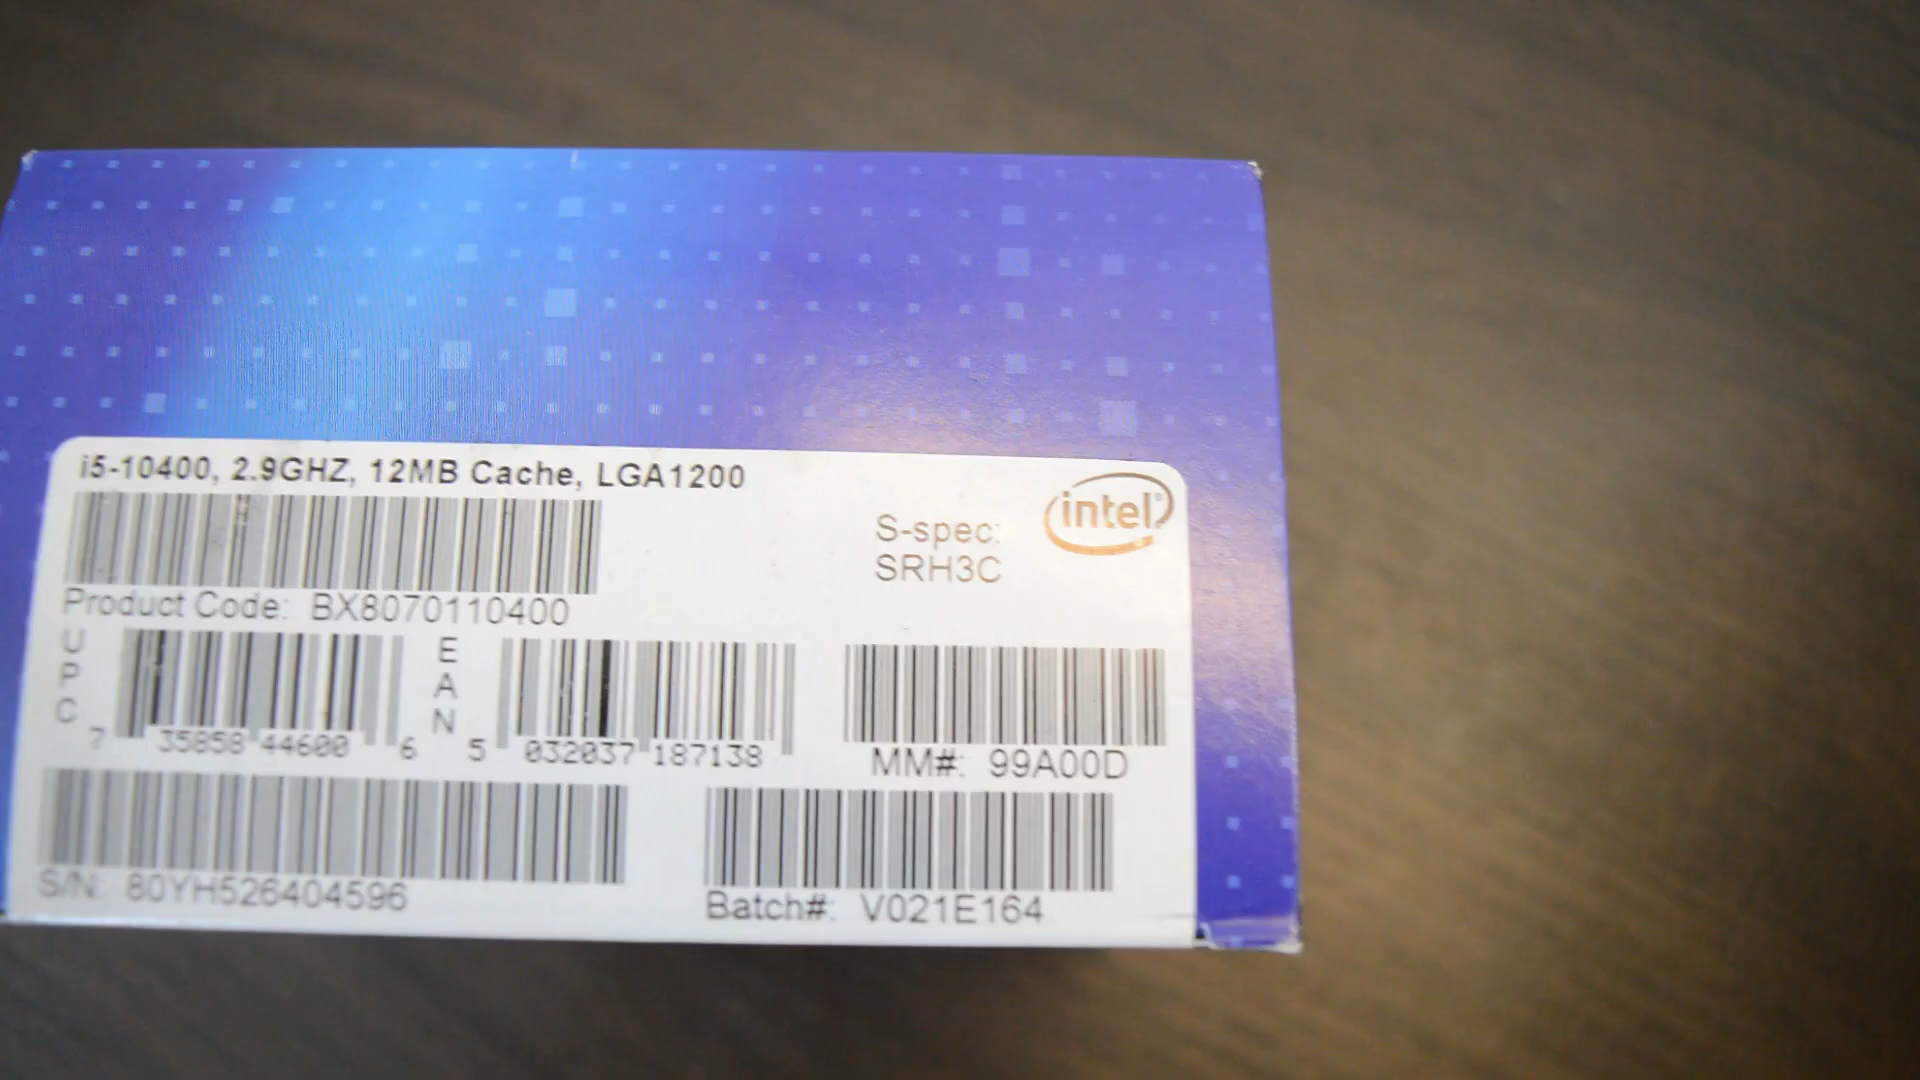 i5-10400, 2.9GHZ, 12MB Cache, LGA1200
intel
S-spec:
SRH3C
Product Code: BX8070110400
UPC
7 35858 44600 6
EAN
5 032037 187138
MM#: 99A00D
S/N: 80YH526404596
Batch#: V021E164